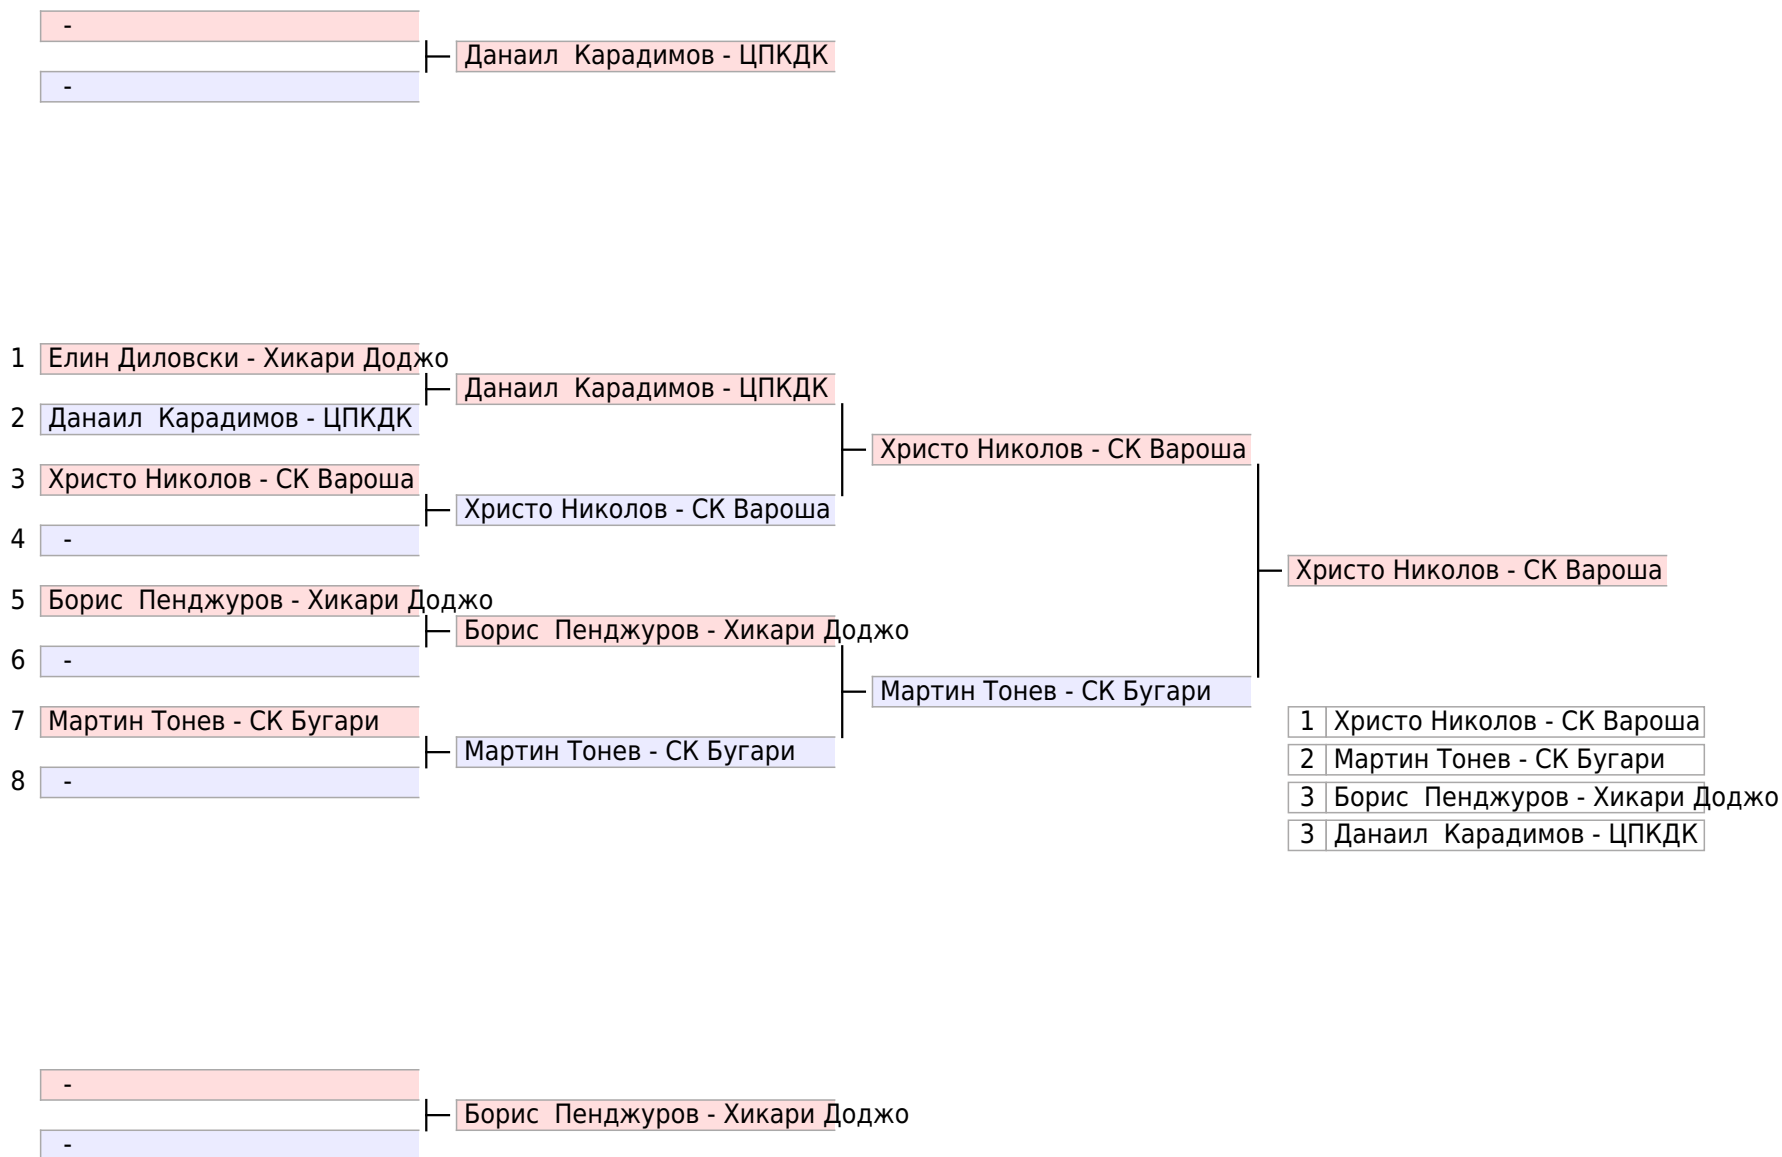 -
Данаил  Карадимов - ЦПКДК
-
1 Елин Диловски - Хикари Доджо
Данаил  Карадимов - ЦПКДК
2 Данаил  Карадимов - ЦПКДК
Христо Николов - СК Вароша
3 Христо Николов - СК Вароша
Христо Николов - СК Вароша
4 -
Христо Николов - СК Вароша
5 Борис  Пенджуров - Хикари Доджо
Борис  Пенджуров - Хикари Доджо
6 -
Мартин Тонев - СК Бугари
7 Мартин Тонев - СК Бугари
Мартин Тонев - СК Бугари
8 -
1 Христо Николов - СК Вароша
2 Мартин Тонев - СК Бугари
3 Борис  Пенджуров - Хикари Доджо
3 Данаил  Карадимов - ЦПКДК
-
Борис  Пенджуров - Хикари Доджо
-